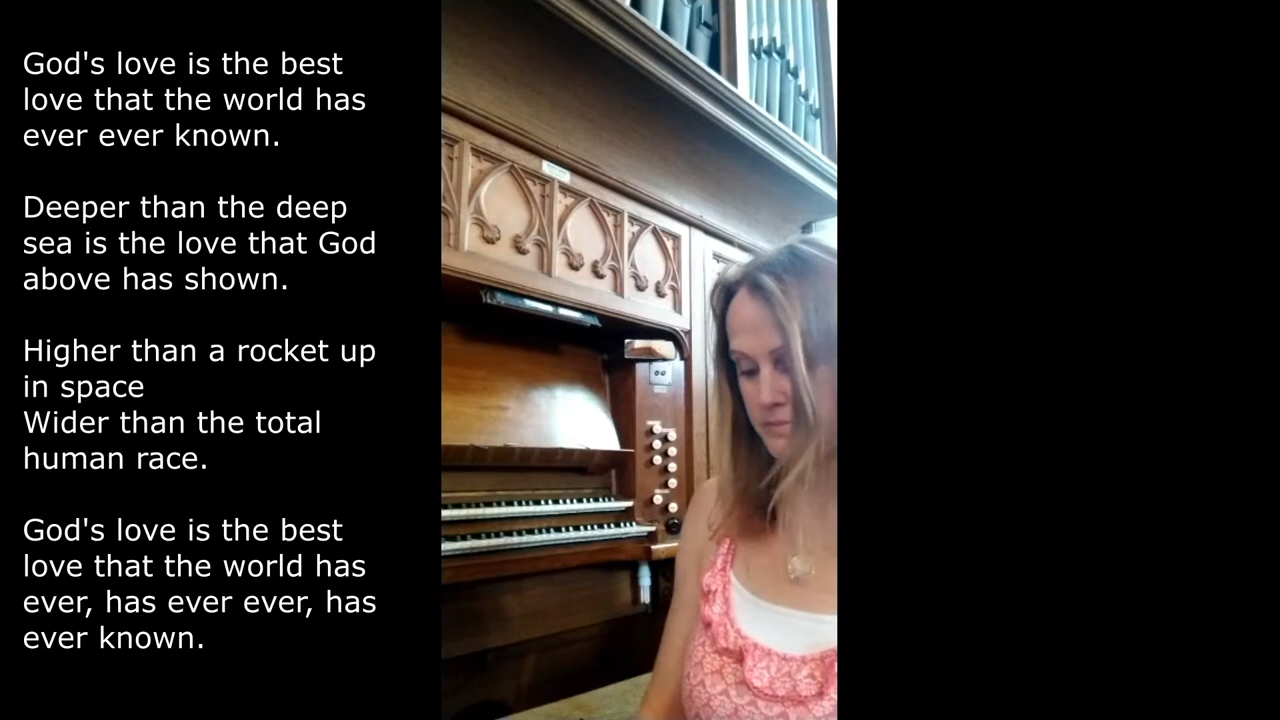 God's love is the best
love that the world has
ever ever known.
Deeper than the deep
sea is the love that God
above has shown.
Higher than a rocket up
in space
Wider than the total
human race.
God's love is the best
love that the world has
ever, has ever ever, has
ever known.